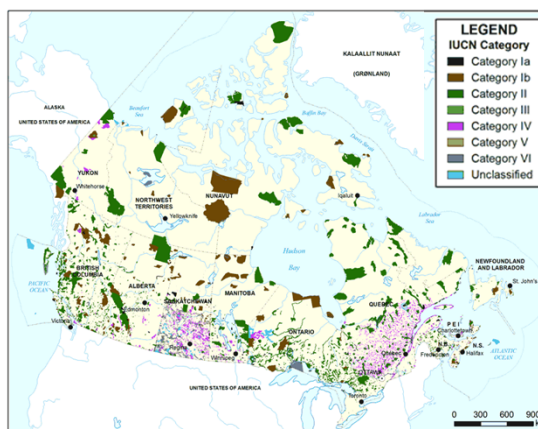 LEGEND
IUCN Category
Category Ia
Category Ib
Category II
Category III
Category IV
Category V
Category VI
Unclassified
KALAALLIT NUNAAT
(GRØNLAND)
ALASKA
UNITED STATES OF AMERICA
Beaufort
Sea
Baffin Bay
Davis Strait
YUKON
Whitehorse
NORTHWEST
TERRITORIES
Yellowknife
NUNAVUT
Iqaluit
Labrador
Sea
Hudson
Bay
NEWFOUNDLAND
AND LABRADOR
St. John's
PACIFIC
OCEAN
BRITISH
COLUMBIA
ALBERTA
Edmonton
SASKATCHEWAN
MANITOBA
ONTARIO
QUEBEC
P E I
Charlottetown
N.B.
N.S.
Fredericton
Halifax
ATLANTIC
OCEAN
Victoria
Regina
Winnipeg
Québec
OTTAWA
Toronto
UNITED STATES OF AMERICA
0 300 600 900